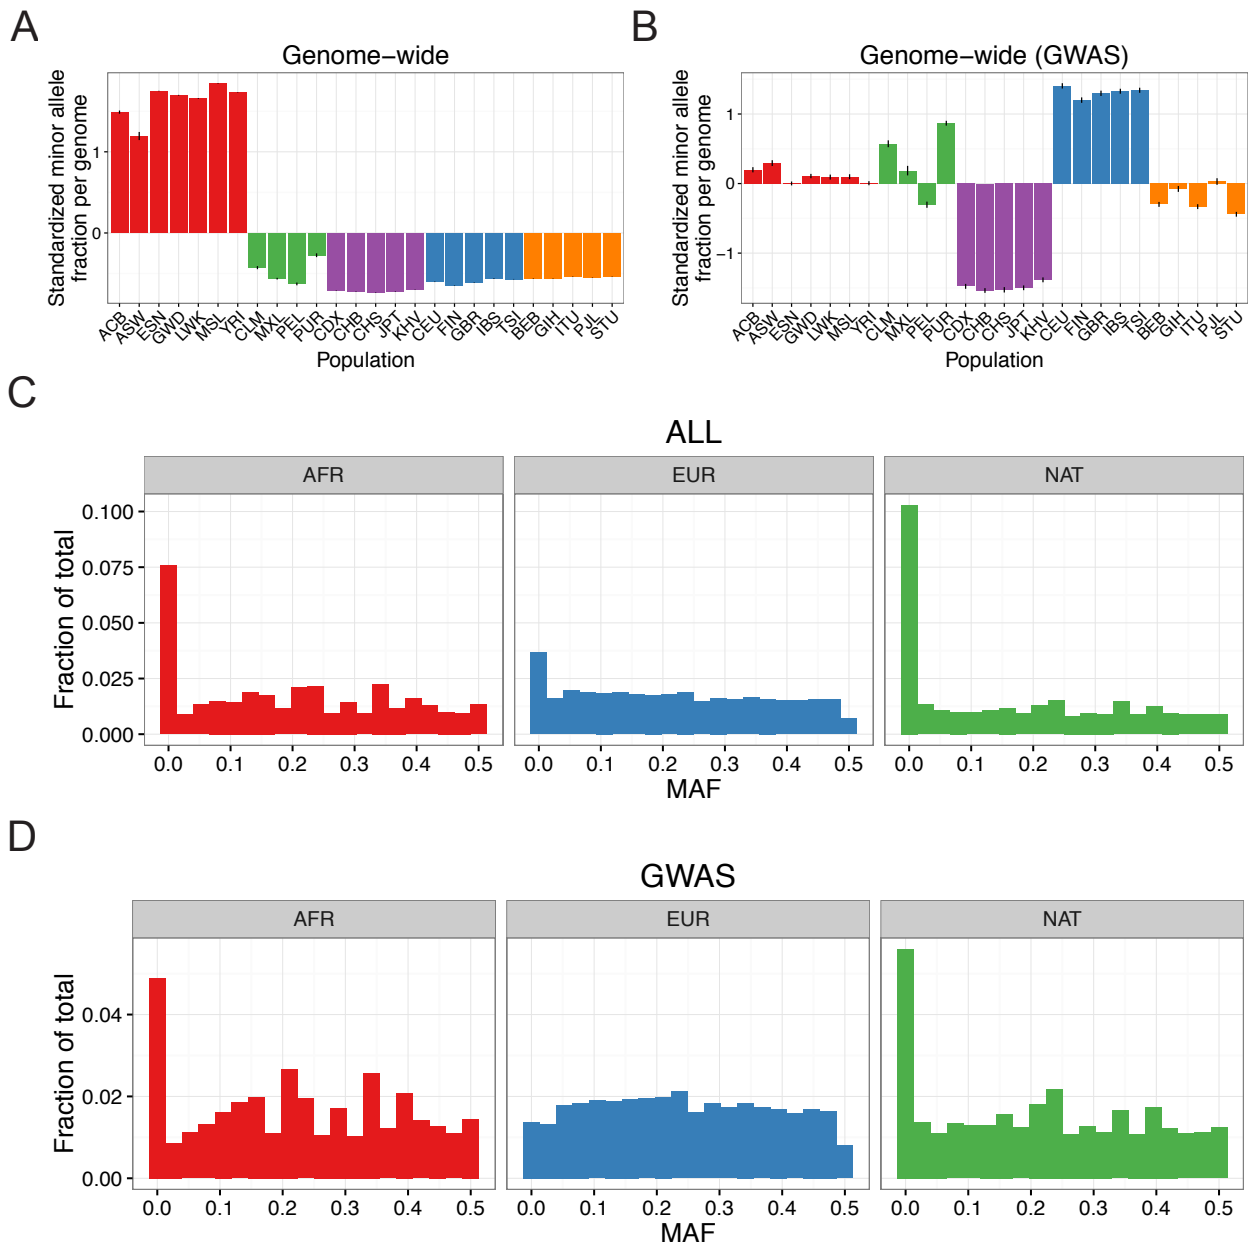 A
Genome−wide
Standardized minor allele
fraction per genome
1
0
ACB ASW ESN GWD LWK MSL YRI CLM MXL PEL PUR CDX CHB CHS JPT KHV CEU FIN GBR IBS TSI BEB GIH ITU PJL STU
Population
B
Genome−wide (GWAS)
Standardized minor allele
fraction per genome
1
0
−1
ACB ASW ESN GWD LWK MSL YRI CLM MXL PEL PUR CDX CHB CHS JPT KHV CEU FIN GBR IBS TSI BEB GIH ITU PJL STU
Population
C
ALL
AFR EUR NAT
Fraction of total
0.100
0.075
0.050
0.025
0.000
0.0 0.1 0.2 0.3 0.4 0.5 0.0 0.1 0.2 0.3 0.4 0.5 0.0 0.1 0.2 0.3 0.4 0.5
MAF
D
GWAS
AFR EUR NAT
Fraction of total
0.04
0.02
0.00
0.0 0.1 0.2 0.3 0.4 0.5 0.0 0.1 0.2 0.3 0.4 0.5 0.0 0.1 0.2 0.3 0.4 0.5
MAF